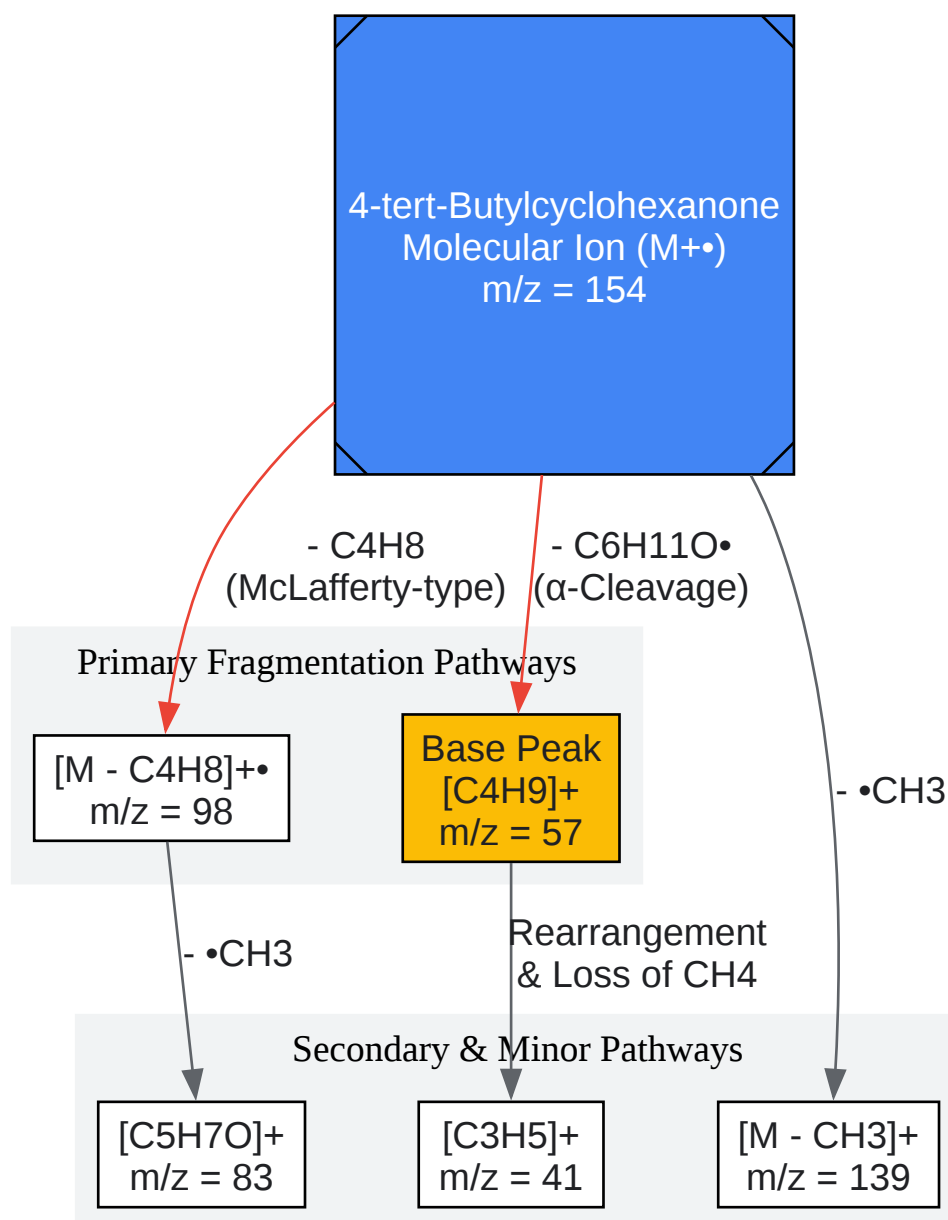 4-tert-Butylcyclohexanone
Molecular Ion (M+•)
m/z = 154
- C4H8
(McLafferty-type)
- C6H11O•
(α-Cleavage)
Primary Fragmentation Pathways
[M - C4H8]+•
m/z = 98
Base Peak
[C4H9]+
m/z = 57
- •CH3
- •CH3
Rearrangement
& Loss of CH4
Secondary & Minor Pathways
[C5H7O]+
m/z = 83
[C3H5]+
m/z = 41
[M - CH3]+
m/z = 139